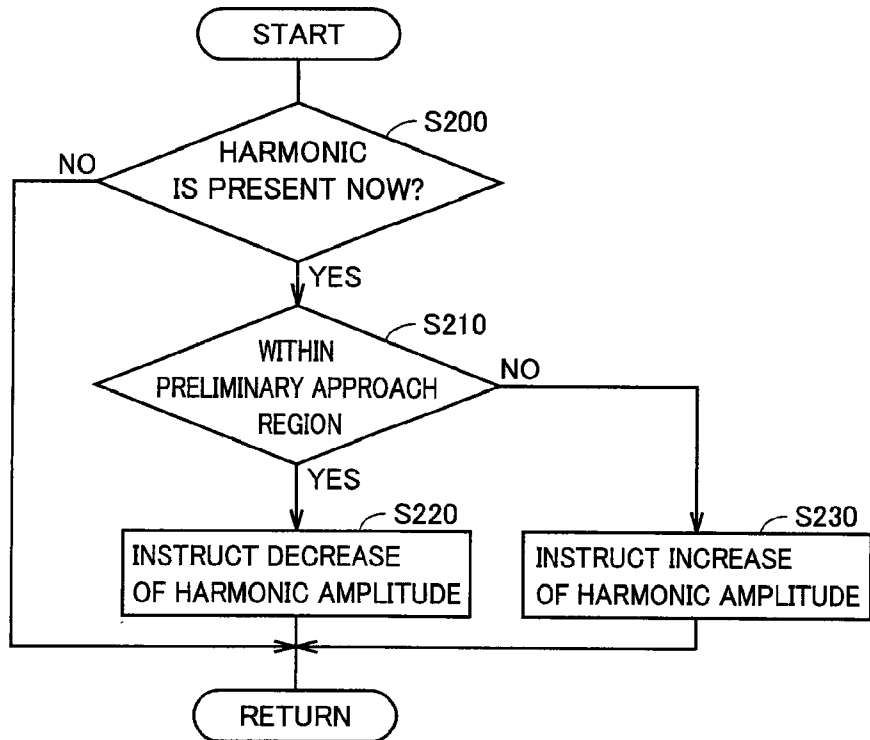 START
S200
HARMONIC
IS PRESENT NOW?
NO
YES
S210
WITHIN
PRELIMINARY APPROACH
REGION
NO
YES
S220
INSTRUCT DECREASE
OF HARMONIC AMPLITUDE
S230
INSTRUCT INCREASE
OF HARMONIC AMPLITUDE
RETURN